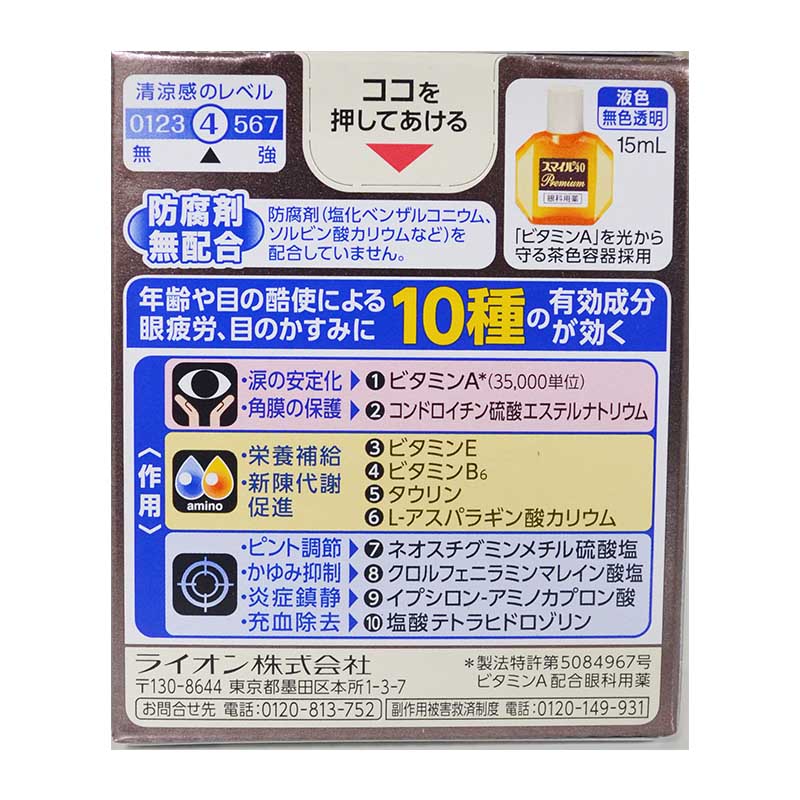 清涼感のレベル
0123④567
無 ▲ 強
ココを
押してあける
液色
無色透明
15mL
スマイル40
Premium
眼科用薬
「ビタミンA」を光から
守る茶色容器採用
防腐剤
無配合
防腐剤(塩化ベンザルコニウム、
ソルビン酸カリウムなど)を
配合していません。
年齢や目の酷使による
眼疲労、目のかすみに
10種の有効成分
が効く
〈作用〉
・涙の安定化 ▶ ❶ ビタミンA*(35,000単位)
・角膜の保護 ▶ ❷ コンドロイチン硫酸エステルナトリウム
amino
・栄養補給
・新陳代謝
促進
❸ ビタミンE
❹ ビタミンB₆
❺ タウリン
❻ L-アスパラギン酸カリウム
・ピント調節 ▶ ❼ ネオスチグミンメチル硫酸塩
・かゆみ抑制 ▶ ❽ クロルフェニラミンマレイン酸塩
・炎症鎮静 ▶ ❾ イプシロン-アミノカプロン酸
・充血除去 ▶ ❿ 塩酸テトラヒドロゾリン
ライオン株式会社
〒130-8644 東京都墨田区本所1-3-7
*製法特許第5084967号
ビタミンA配合眼科用薬
お問合せ先 電話:0120-813-752
副作用被害救済制度 電話:0120-149-931